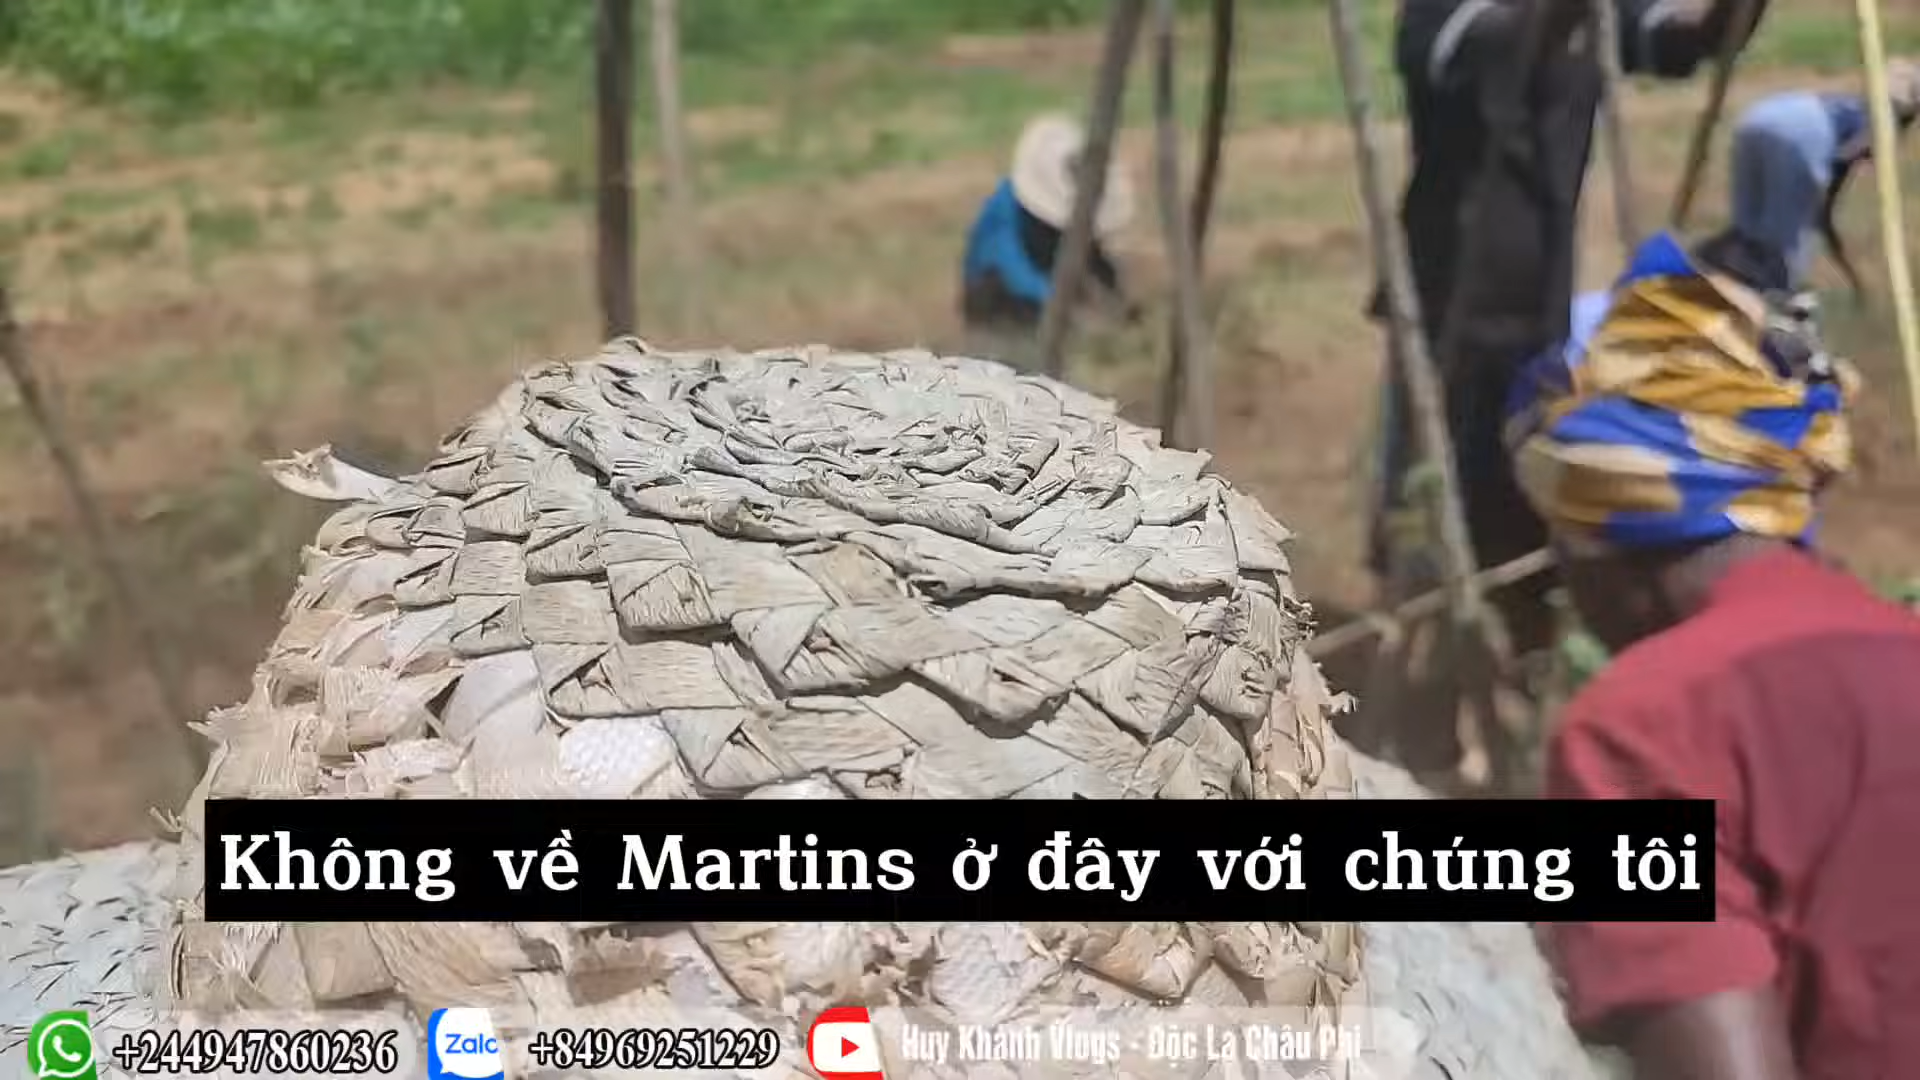 Không về Martins ở đây với chúng tôi
+244947860236 Zalo +84969251229 Huy Khánh Vlogs - Độc Lạ Châu Phi